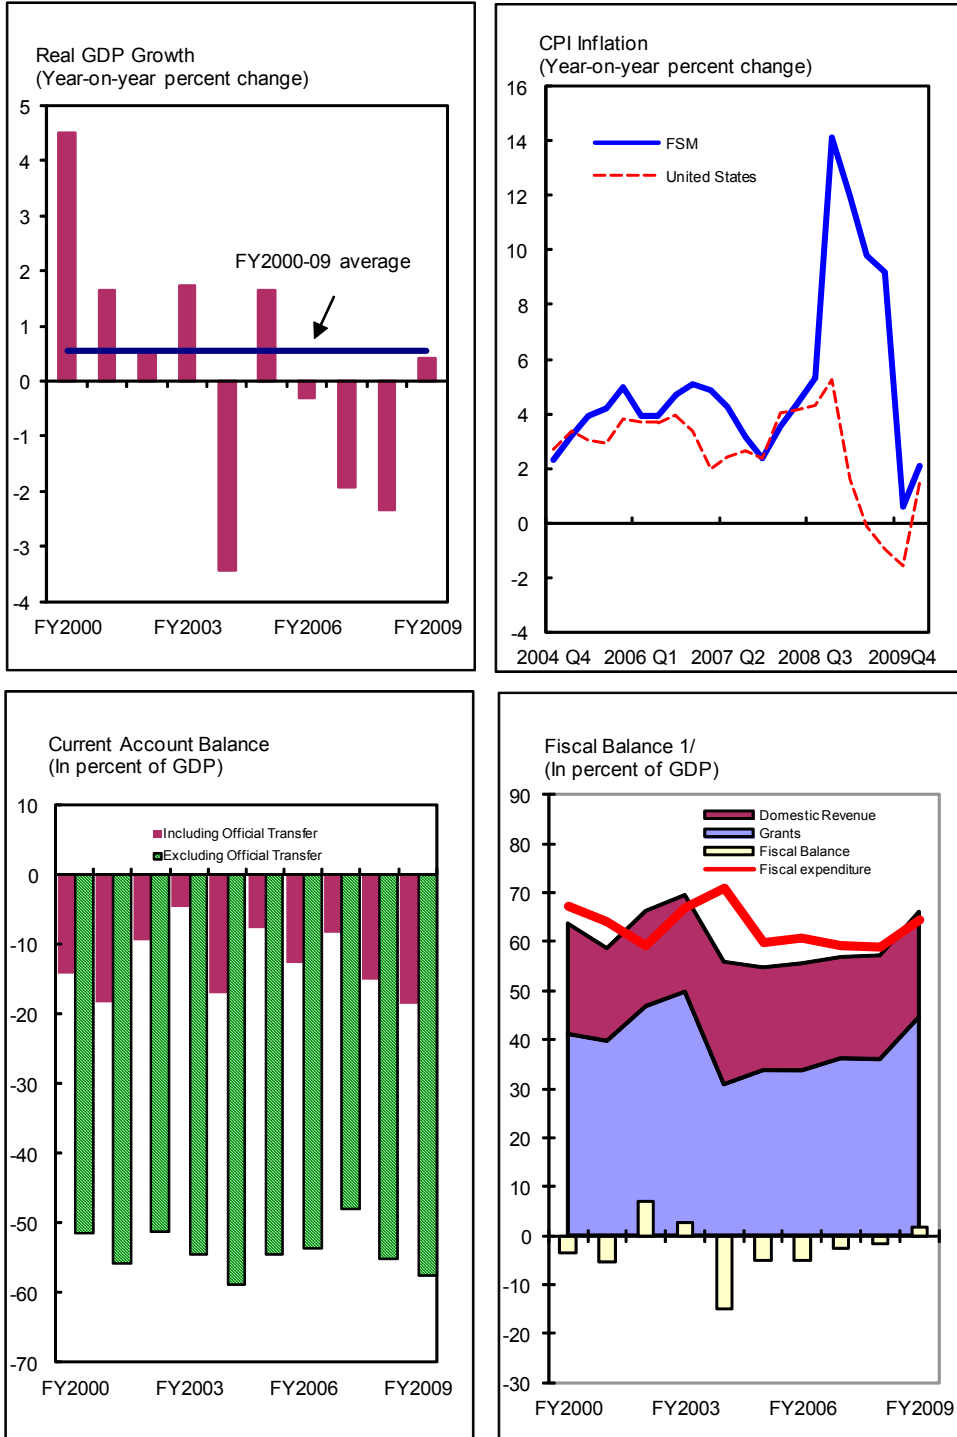 Real GDP Growth
(Year-on-year percent change)
5
4
3
2
1
0
-1
-2
-3
-4
FY2000-09 average
FY2000 FY2003 FY2006 FY2009
CPI Inflation
(Year-on-year percent change)
16
14
12
10
8
6
4
2
0
-2
-4
FSM
United States
2004 Q4 2006 Q1 2007 Q2 2008 Q3 2009Q4
Current Account Balance
(In percent of GDP)
10
0
-10
-20
-30
-40
-50
-60
-70
Including Official Transfer
Excluding Official Transfer
FY2000 FY2003 FY2006 FY2009
Fiscal Balance 1/
(In percent of GDP)
90
80
70
60
50
40
30
20
10
0
-10
-20
-30
Domestic Revenue
Grants
Fiscal Balance
Fiscal expenditure
FY2000 FY2003 FY2006 FY2009